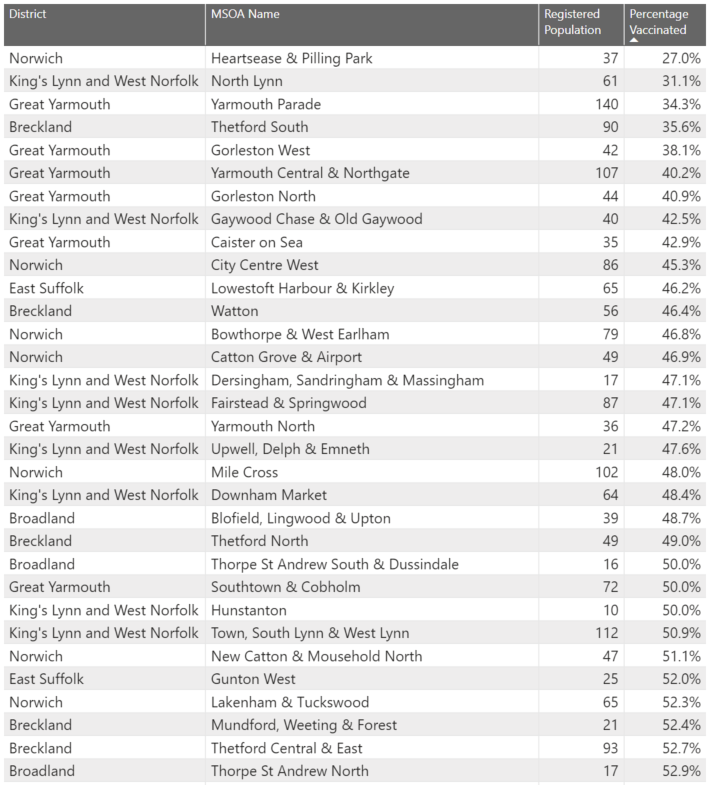 District MSOA Name Registered Population Percentage Vaccinated
Norwich Heartsease & Pilling Park 37 27.0%
King's Lynn and West Norfolk North Lynn 61 31.1%
Great Yarmouth Yarmouth Parade 140 34.3%
Breckland Thetford South 90 35.6%
Great Yarmouth Gorleston West 42 38.1%
Great Yarmouth Yarmouth Central & Northgate 107 40.2%
Great Yarmouth Gorleston North 44 40.9%
King's Lynn and West Norfolk Gaywood Chase & Old Gaywood 40 42.5%
Great Yarmouth Caister on Sea 35 42.9%
Norwich City Centre West 86 45.3%
East Suffolk Lowestoft Harbour & Kirkley 65 46.2%
Breckland Watton 56 46.4%
Norwich Bowthorpe & West Earlham 79 46.8%
Norwich Catton Grove & Airport 49 46.9%
King's Lynn and West Norfolk Dersingham, Sandringham & Massingham 17 47.1%
King's Lynn and West Norfolk Fairstead & Springwood 87 47.1%
Great Yarmouth Yarmouth North 36 47.2%
King's Lynn and West Norfolk Upwell, Delph & Emneth 21 47.6%
Norwich Mile Cross 102 48.0%
King's Lynn and West Norfolk Downham Market 64 48.4%
Broadland Blofield, Lingwood & Upton 39 48.7%
Breckland Thetford North 49 49.0%
Broadland Thorpe St Andrew South & Dussindale 16 50.0%
Great Yarmouth Southtown & Cobholm 72 50.0%
King's Lynn and West Norfolk Hunstanton 10 50.0%
King's Lynn and West Norfolk Town, South Lynn & West Lynn 112 50.9%
Norwich New Catton & Mousehold North 47 51.1%
East Suffolk Gunton West 25 52.0%
Norwich Lakenham & Tuckswood 65 52.3%
Breckland Mundford, Weeting & Forest 21 52.4%
Breckland Thetford Central & East 93 52.7%
Broadland Thorpe St Andrew North 17 52.9%